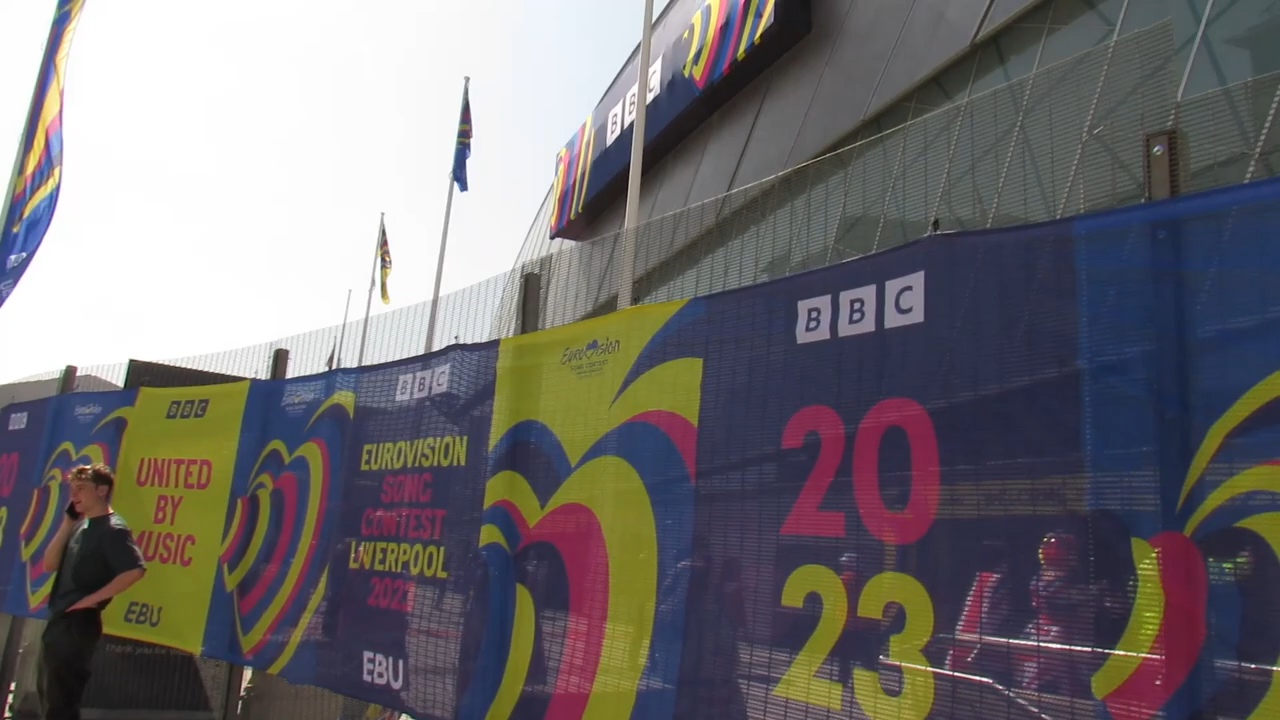 BBC
BBC
UNITED
BY
MUSIC
EBU
BBC
EUROVISION
SONG
CONTEST
LIVERPOOL
2023
EBU
EUROVISION
SONG CONTEST
BBC
20
23